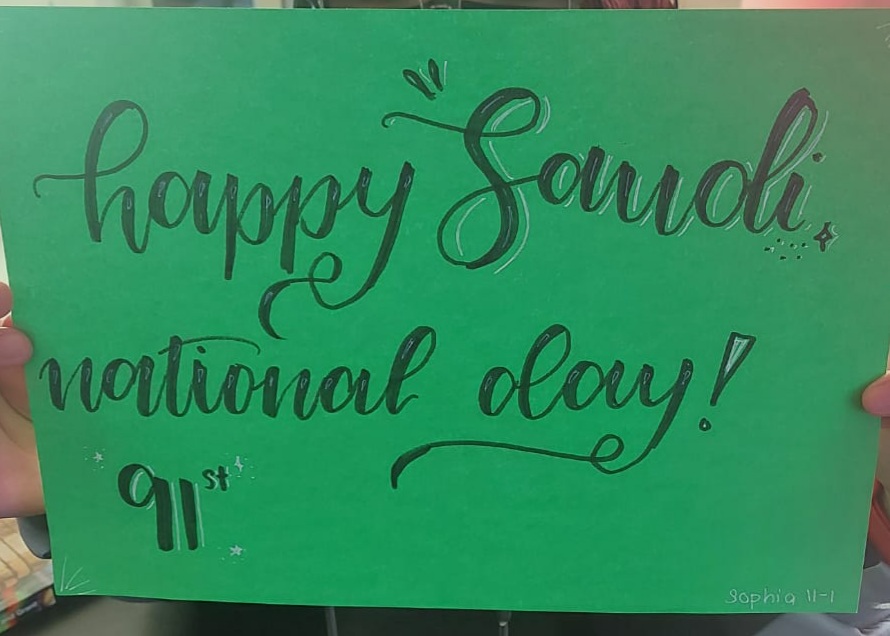 happy Saudi
national day!
91st
Sophia 11-1